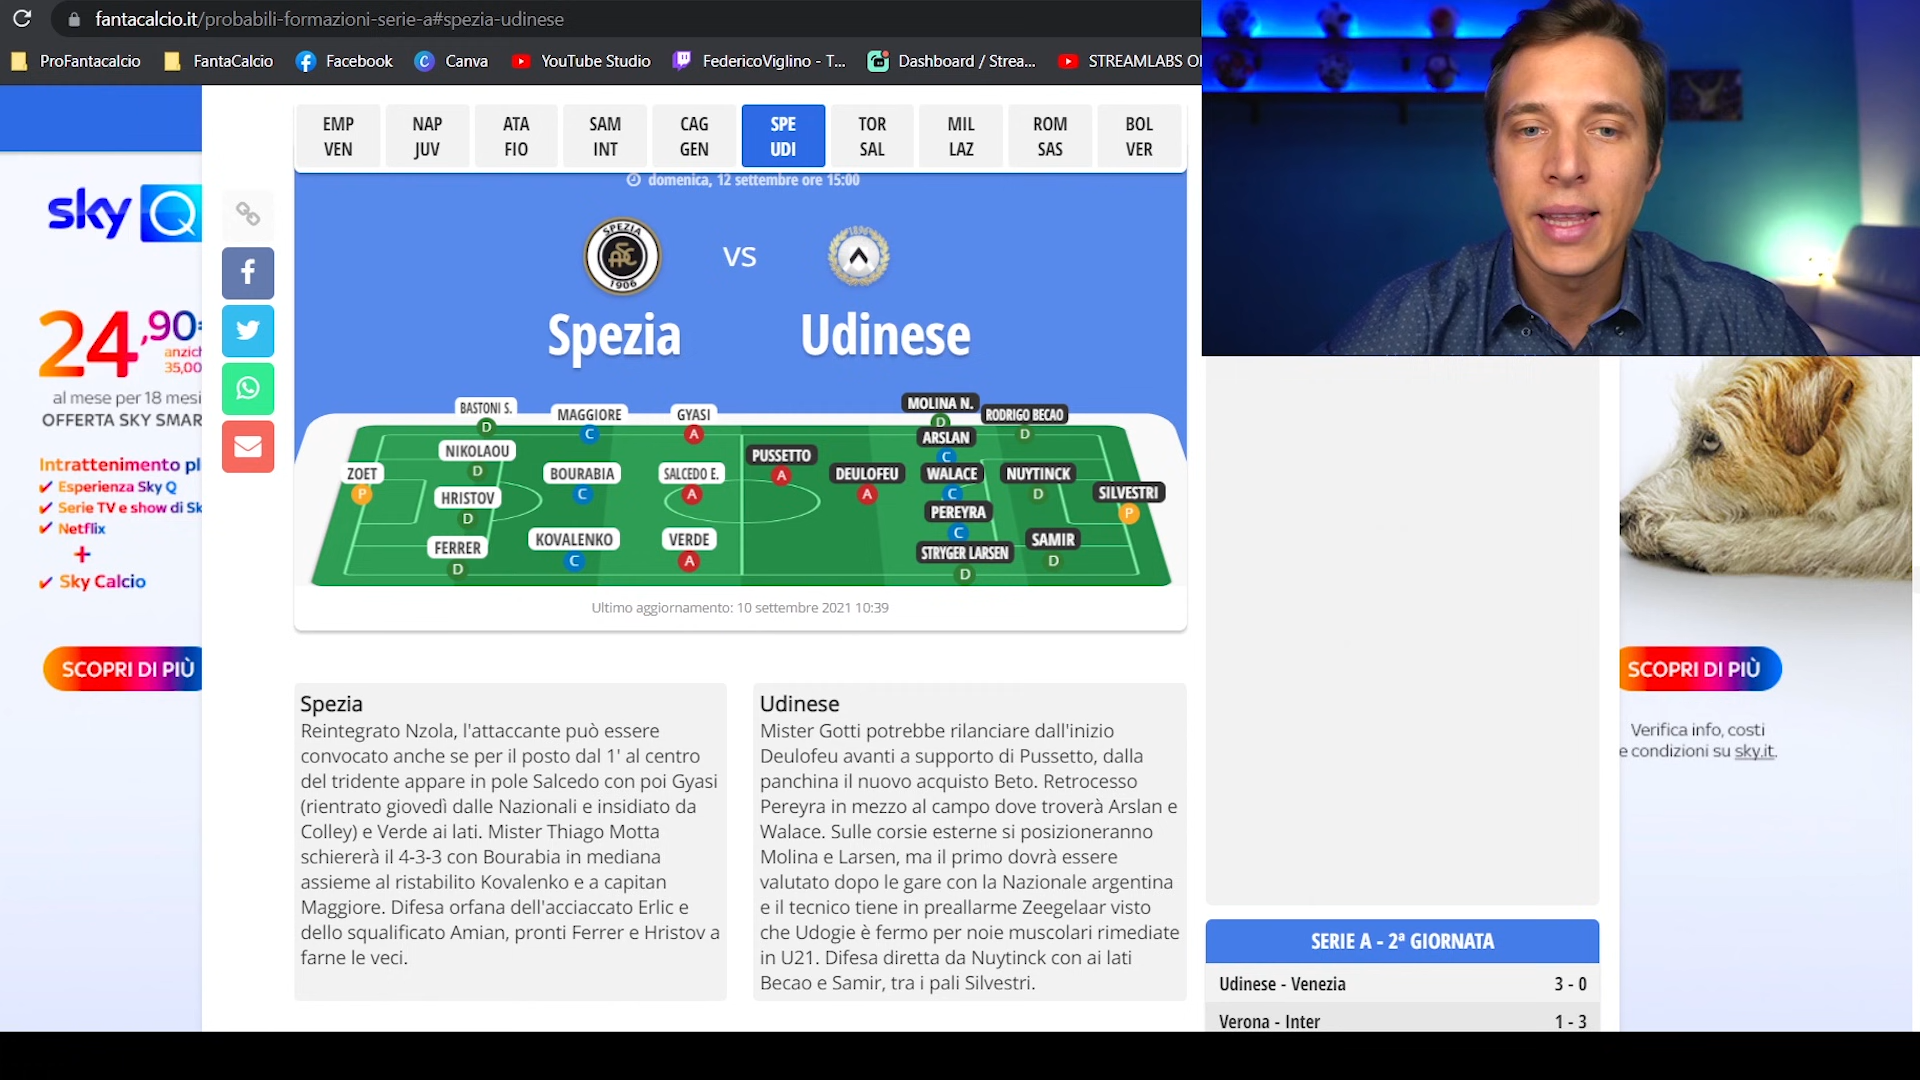 fantacalcio.it/probabili-formazioni-serie-a#spezia-udinese
ProFantacalcio
FantaCalcio
Facebook
Canva
YouTube Studio
FedericoViglino - T...
Dashboard / Strea...
STREAMLABS O
EMP
VEN
NAP
JUV
ATA
FIO
SAM
INT
CAG
GEN
SPE
UDI
TOR
SAL
MIL
LAZ
ROM
SAS
BOL
VER
domenica, 12 settembre ore 15:00
SPEZIA
1906
VS
Spezia
Udinese
sky Q
24,90€
anzich
35,00
al mese per 18 mesi
OFFERTA SKY SMAR
Intrattenimento pl
Esperienza Sky Q
Serie TV e show di Sk
Netflix
+
Sky Calcio
SCOPRI DI PIÙ
BASTONI S.
D
MAGGIORE
C
GYASI
A
MOLINA N.
D
RODRIGO BECAO
D
NIKOLAOU
D
ARSLAN
C
PUSSETTO
A
ZOET
P
BOURABIA
C
SALCEDO E.
A
DEULOFEU
A
WALACE
C
NUYTINCK
D
SILVESTRI
P
HRISTOV
D
PEREYRA
C
FERRER
D
KOVALENKO
C
VERDE
A
STRYGER LARSEN
D
SAMIR
D
Ultimo aggiornamento: 10 settembre 2021 10:39
Spezia
Reintegrato Nzola, l'attaccante può essere
convocato anche se per il posto dal 1' al centro
del tridente appare in pole Salcedo con poi Gyasi
(rientrato giovedì dalle Nazionali e insidiato da
Colley) e Verde ai lati. Mister Thiago Motta
schiererà il 4-3-3 con Bourabia in mediana
assieme al ristabilito Kovalenko e a capitan
Maggiore. Difesa orfana dell'acciaccato Erlic e
dello squalificato Amian, pronti Ferrer e Hristov a
farne le veci.
Udinese
Mister Gotti potrebbe rilanciare dall'inizio
Deulofeu avanti a supporto di Pussetto, dalla
panchina il nuovo acquisto Beto. Retrocesso
Pereyra in mezzo al campo dove troverà Arslan e
Walace. Sulle corsie esterne si posizioneranno
Molina e Larsen, ma il primo dovrà essere
valutato dopo le gare con la Nazionale argentina
e il tecnico tiene in preallarme Zeegelaar visto
che Udogie è fermo per noie muscolari rimediate
in U21. Difesa diretta da Nuytinck con ai lati
Becao e Samir, tra i pali Silvestri.
SCOPRI DI PIÙ
Verifica info, costi
e condizioni su sky.it.
SERIE A - 2ª GIORNATA
Udinese - Venezia 3 - 0
Verona - Inter 1 - 3